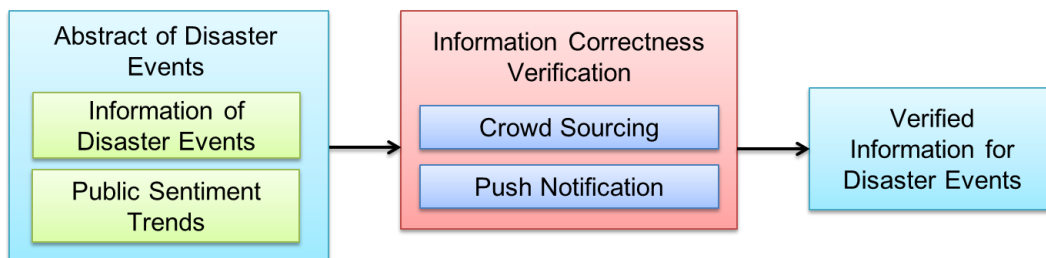 Abstract of Disaster
Events
Information of
Disaster Events
Public Sentiment
Trends
Information Correctness
Verification
Crowd Sourcing
Push Notification
Verified
Information for
Disaster Events